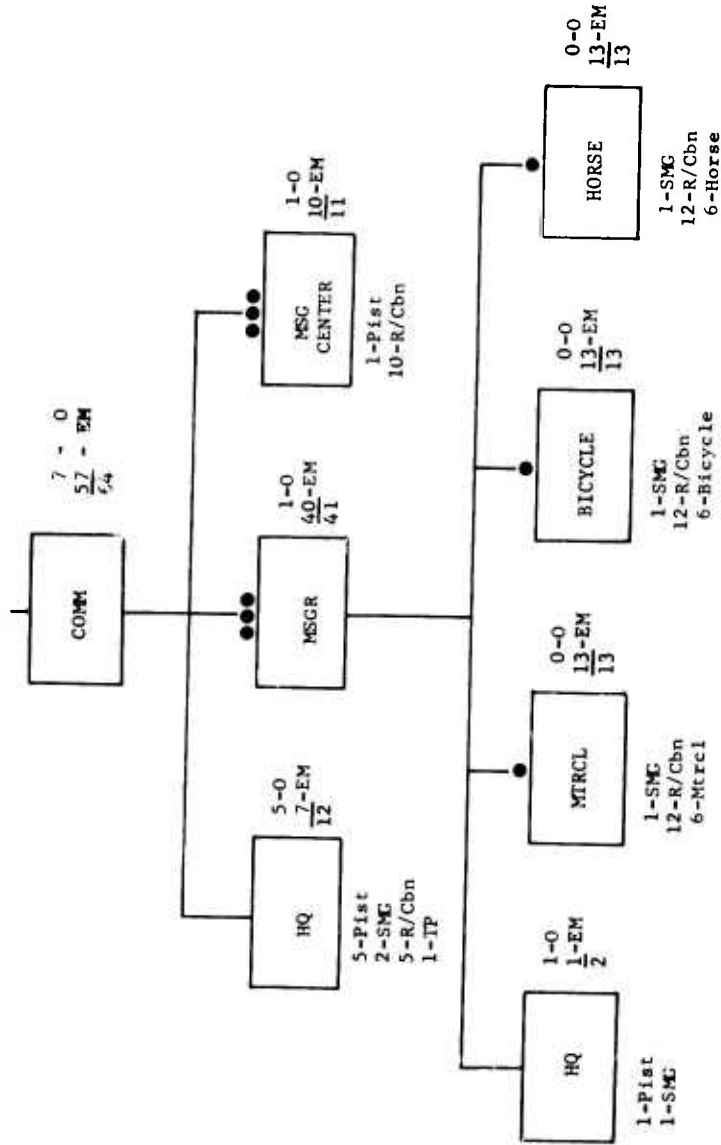 COMM
7 - O
57 - EM
64
HQ
5-O
7-EM
12
5-Pist
2-SMG
5-R/Cbn
1-TP
MSGR
1-O
40-EM
41
MSG
CENTER
1-O
10-EM
11
1-Pist
10-R/Cbn
HQ
1-O
1-EM
2
1-Pist
1-SMG
MTRCL
0-O
13-EM
13
1-SMG
12-R/Cbn
6-Mtrcl
BICYCLE
0-O
13-EM
13
1-SMG
12-R/Cbn
6-Bicycle
HORSE
0-O
13-EM
13
1-SMG
12-R/Cbn
6-Horse